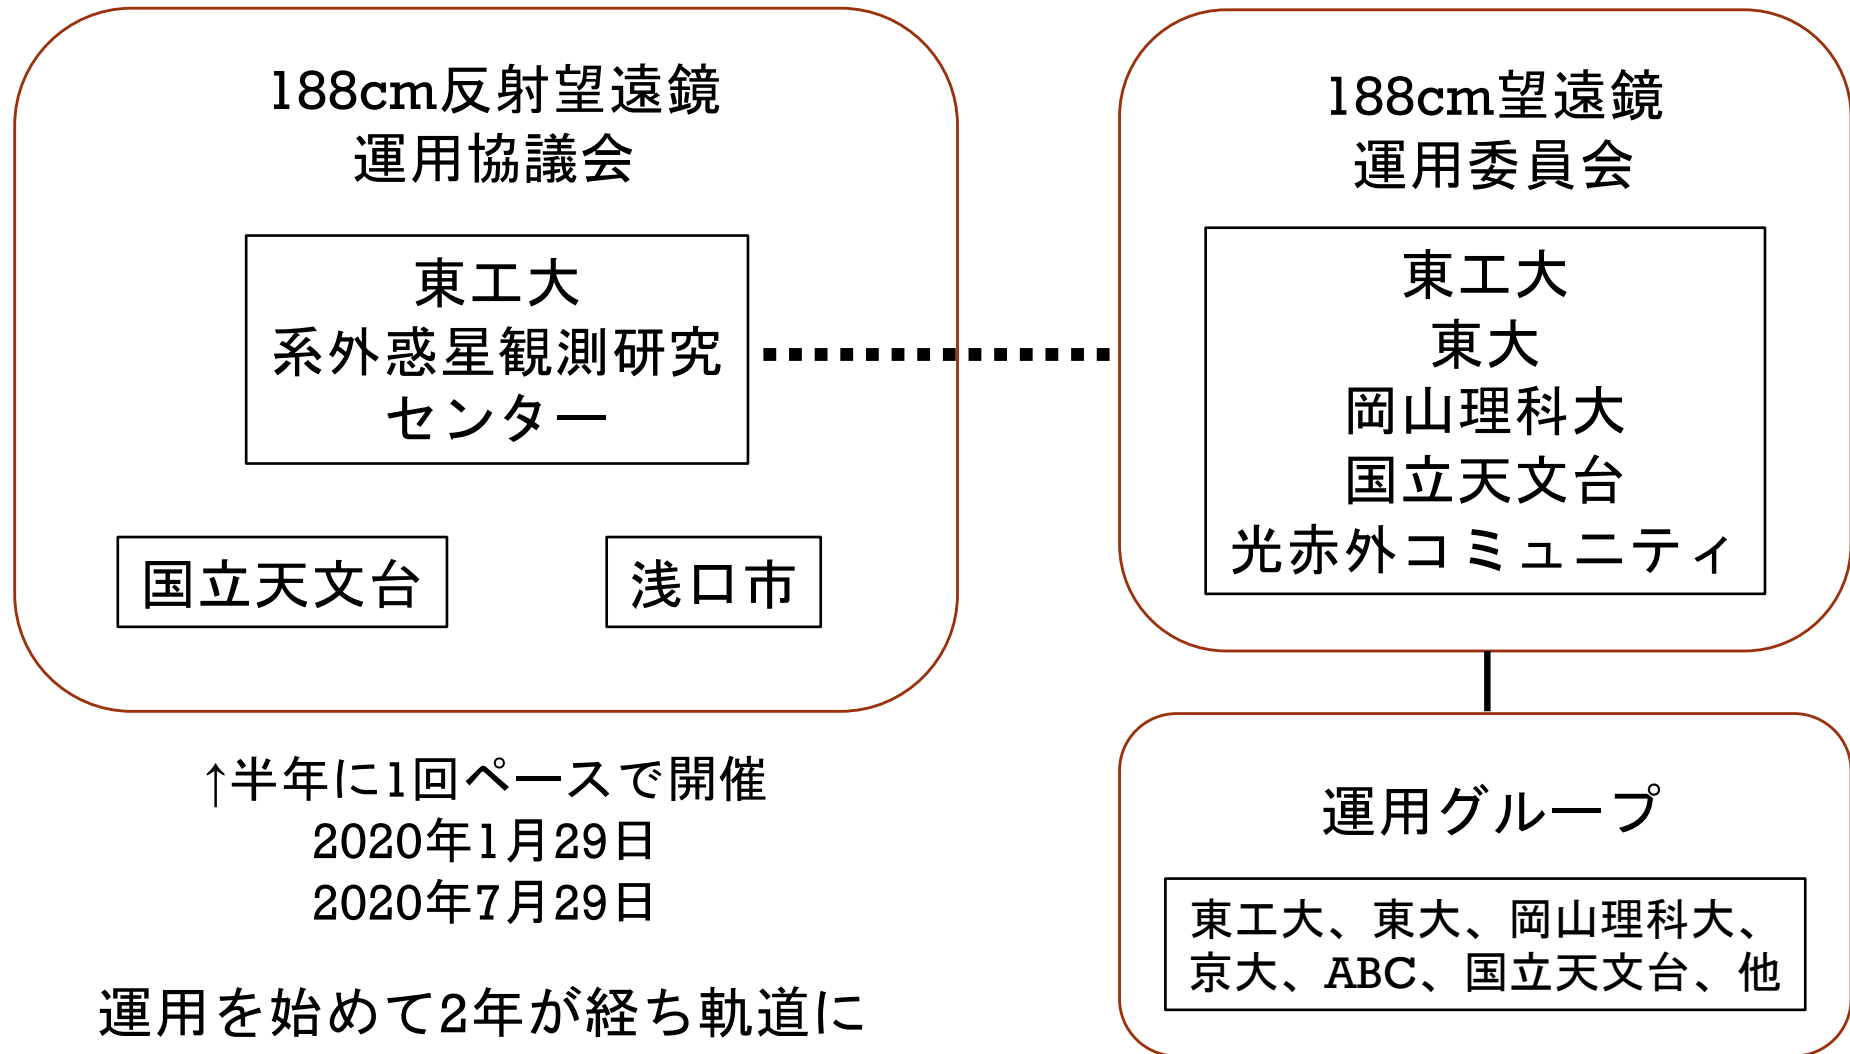 188cm反射望遠鏡
運用協議会
東工大
系外惑星観測研究
センター
国立天文台
浅口市
↑半年に1回ペースで開催
2020年1月29日
2020年7月29日
運用を始めて2年が経ち軌道に
188cm望遠鏡
運用委員会
東工大
東大
岡山理科大
国立天文台
光赤外コミュニティ
運用グループ
東工大、東大、岡山理科大、
京大、ABC、国立天文台、他